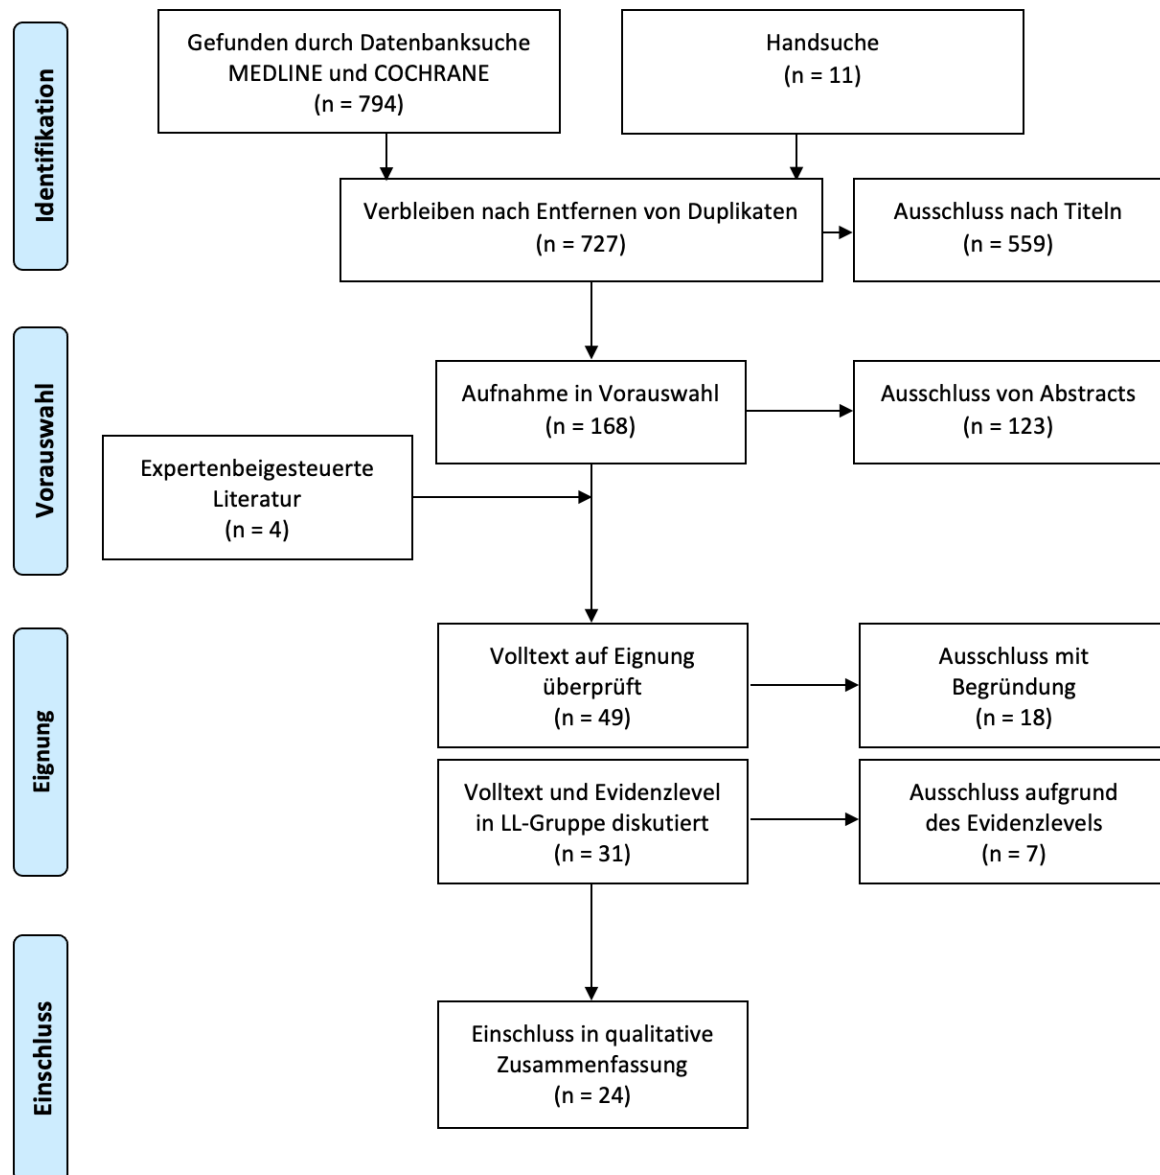 Identifikation
Gefunden durch Datenbanksuche
MEDLINE und COCHRANE
(n = 794)
Handsuche
(n = 11)
Verbleiben nach Entfernen von Duplikaten
(n = 727)
Ausschluss nach Titeln
(n = 559)
Vorauswahl
Aufnahme in Vorauswahl
(n = 168)
Ausschluss von Abstracts
(n = 123)
Expertenbeigesteuerte
Literatur
(n = 4)
Eignung
Volltext auf Eignung
überprüft
(n = 49)
Ausschluss mit
Begründung
(n = 18)
Volltext und Evidenzlevel
in LL-Gruppe diskutiert
(n = 31)
Ausschluss aufgrund
des Evidenzlevels
(n = 7)
Einschluss
Einschluss in qualitative
Zusammenfassung
(n = 24)